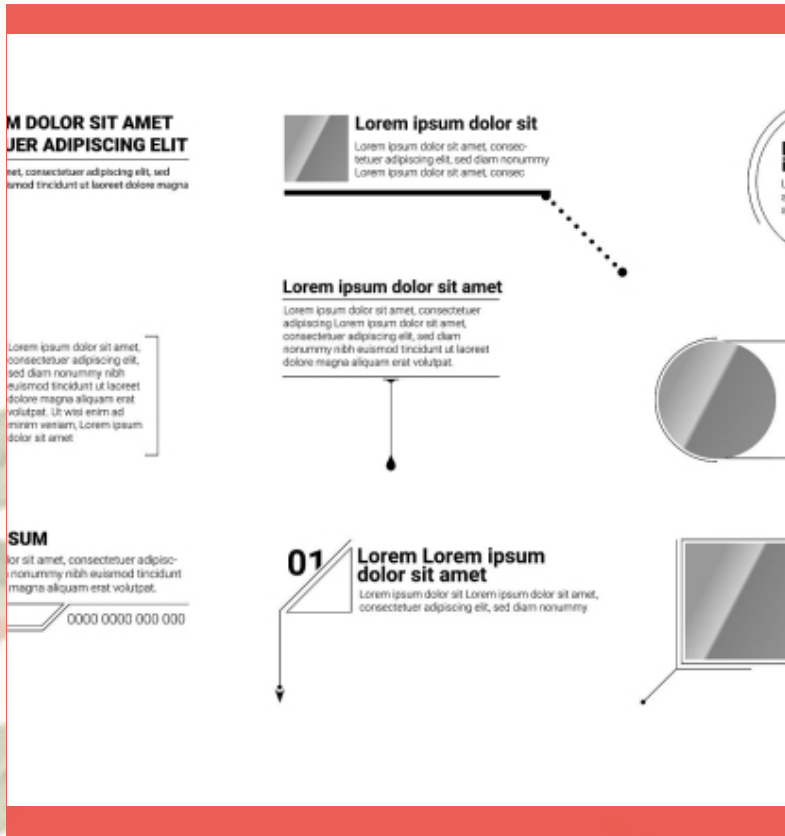 M DOLOR SIT AMET
UER ADIPISCING ELIT
met, consectetuer adipiscing elit, sed
ismod tincidunt ut laoreet dolore magna
Lorem ipsum dolor sit
Lorem ipsum dolor sit amet, consec-
tetuer adipiscing elit, sed diam nonummy
Lorem ipsum dolor sit amet, consec
Lorem ipsum dolor sit amet
Lorem ipsum dolor sit amet, consectetuer
adipiscing Lorem ipsum dolor sit amet,
consectetuer adipiscing elit, sed diam
nonummy nibh euismod tincidunt ut laoreet
dolore magna aliquam erat volutpat.
Lorem ipsum dolor sit amet,
consectetuer adipiscing elit,
sed diam nonummy nibh
euismod tincidunt ut laoreet
dolore magna aliquam erat
volutpat. Ut wisi enim ad
minim veniam, Lorem ipsum
dolor sit amet
SUM
lor sit amet, consectetuer adipisc-
nonummy nibh euismod tincidunt
magna aliquam erat volutpat.
0000 0000 000 000
01
Lorem Lorem ipsum
dolor sit amet
Lorem ipsum dolor sit Lorem ipsum dolor sit amet,
consectetuer adipiscing elit, sed diam nonummy